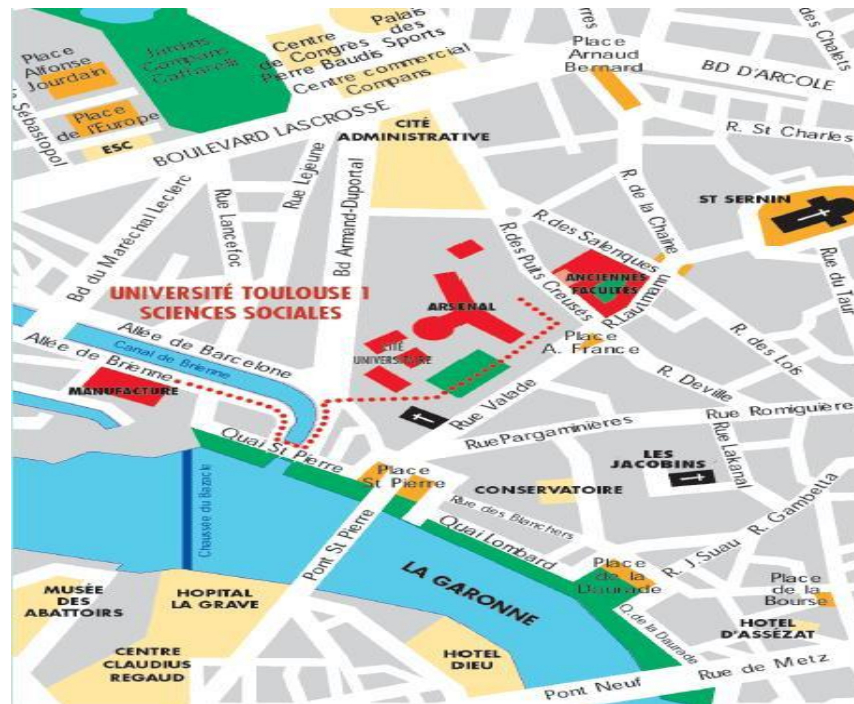 Place
Alfonse
Jourdain
Jardins
Compans
Caffarelli
Centre
de Congrès
Pierre Baudis
Palais
des
Sports
Centre commercial
Compans
Place
Arnaud
Bernard
des Chalets
BD D'ARCOLE
Place
de l'Europe
ESC
BOULEVARD LASCROSSE
CITÉ
ADMINISTRATIVE
R. St Charles
Bd du Maréchal Leclerc
Rue Lancefoc
Rue Lejeune
Bd Armand-Duportal
R. de la Chaîne
ST SERNIN
R. des Salenques
R. des Puits Creusés
Rue du Taur
UNIVERSITÉ TOULOUSE 1
SCIENCES SOCIALES
ARSENAL
ANCIENNES
FACULTÉS
R. Lautmann
CITÉ
UNIVERSITAIRE
Place
A. France
R. des Lois
Allée de Barcelone
Canal de Brienne
Allée de Brienne
MANUFACTURE
R. Deville
Rue Valade
Rue Romiguières
Rue Pargaminières
Rue Lakanal
Quai St Pierre
Place
St Pierre
LES
JACOBINS
CONSERVATOIRE
Rue des Blanchers
R. Gambetta
Chaussée du Bazacle
Pont St Pierre
Quai Lombard
R. J. Suau
LA GARONNE
Place
de la
Daurade
Place
de la
Bourse
MUSÉE
DES
ABATTOIRS
HOPITAL
LA GRAVE
Q. de la Daurade
HOTEL
D'ASSÉZAT
CENTRE
CLAUDIUS
REGAUD
HOTEL
DIEU
Rue de Metz
Pont Neuf